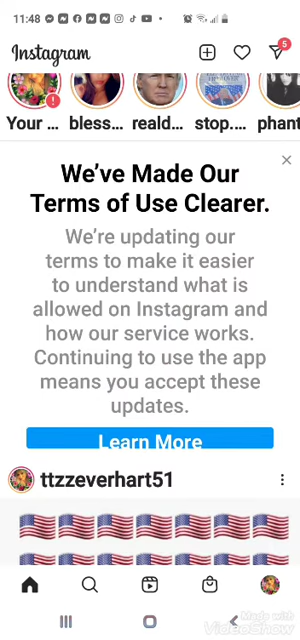 11:48
Instagram
5
Your ... bless... reald... stop.... phant
We've Made Our
Terms of Use Clearer.
We're updating our
terms to make it easier
to understand what is
allowed on Instagram and
how our service works.
Continuing to use the app
means you accept these
updates.
Learn More
ttzzeverhart51
Made with
VideoShow